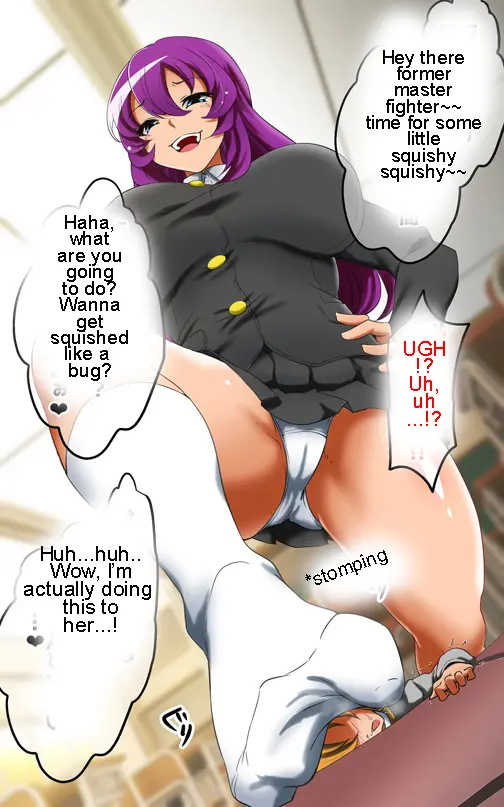 Hey there
former
master
fighter~~
time for some
little
squishy
squishy~~
Haha,
what
are you
going
to do?
Wanna
get
squished
like a
bug?
UGH
!?
Uh,
uh
...!?
*stomping
Huh...huh..
Wow, I'm
actually doing
this to
her...!